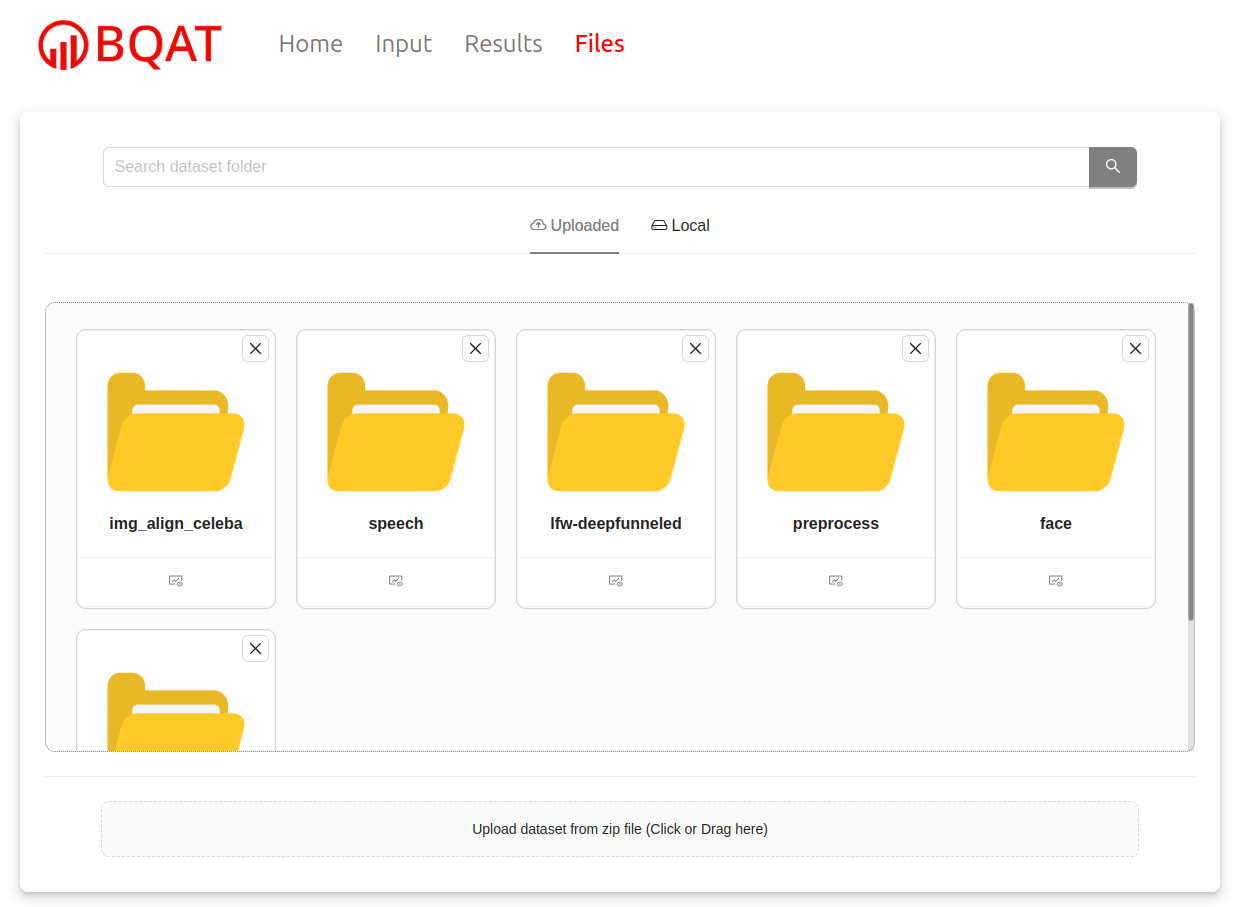 BQAT Home Input Results Files
Search dataset folder
Uploaded Local
img_align_celeba speech lfw-deepfunneled preprocess face
Upload dataset from zip file (Click or Drag here)